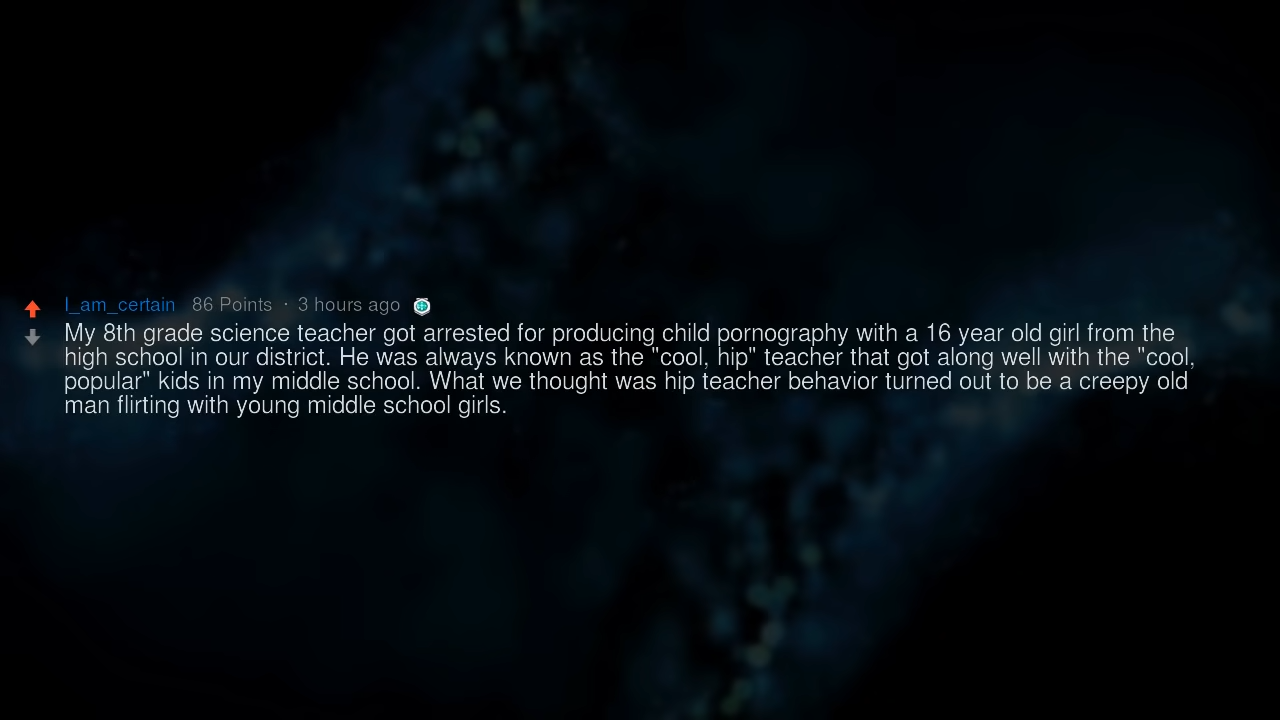 I_am_certain 86 Points · 3 hours ago
My 8th grade science teacher got arrested for producing child pornography with a 16 year old girl from the
high school in our district. He was always known as the "cool, hip" teacher that got along well with the "cool,
popular" kids in my middle school. What we thought was hip teacher behavior turned out to be a creepy old
man flirting with young middle school girls.